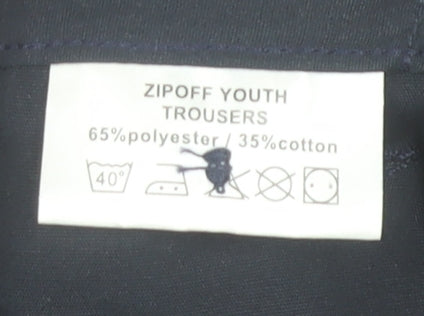 ZIPOFF YOUTH
TROUSERS
65%polyester / 35%cotton
40°